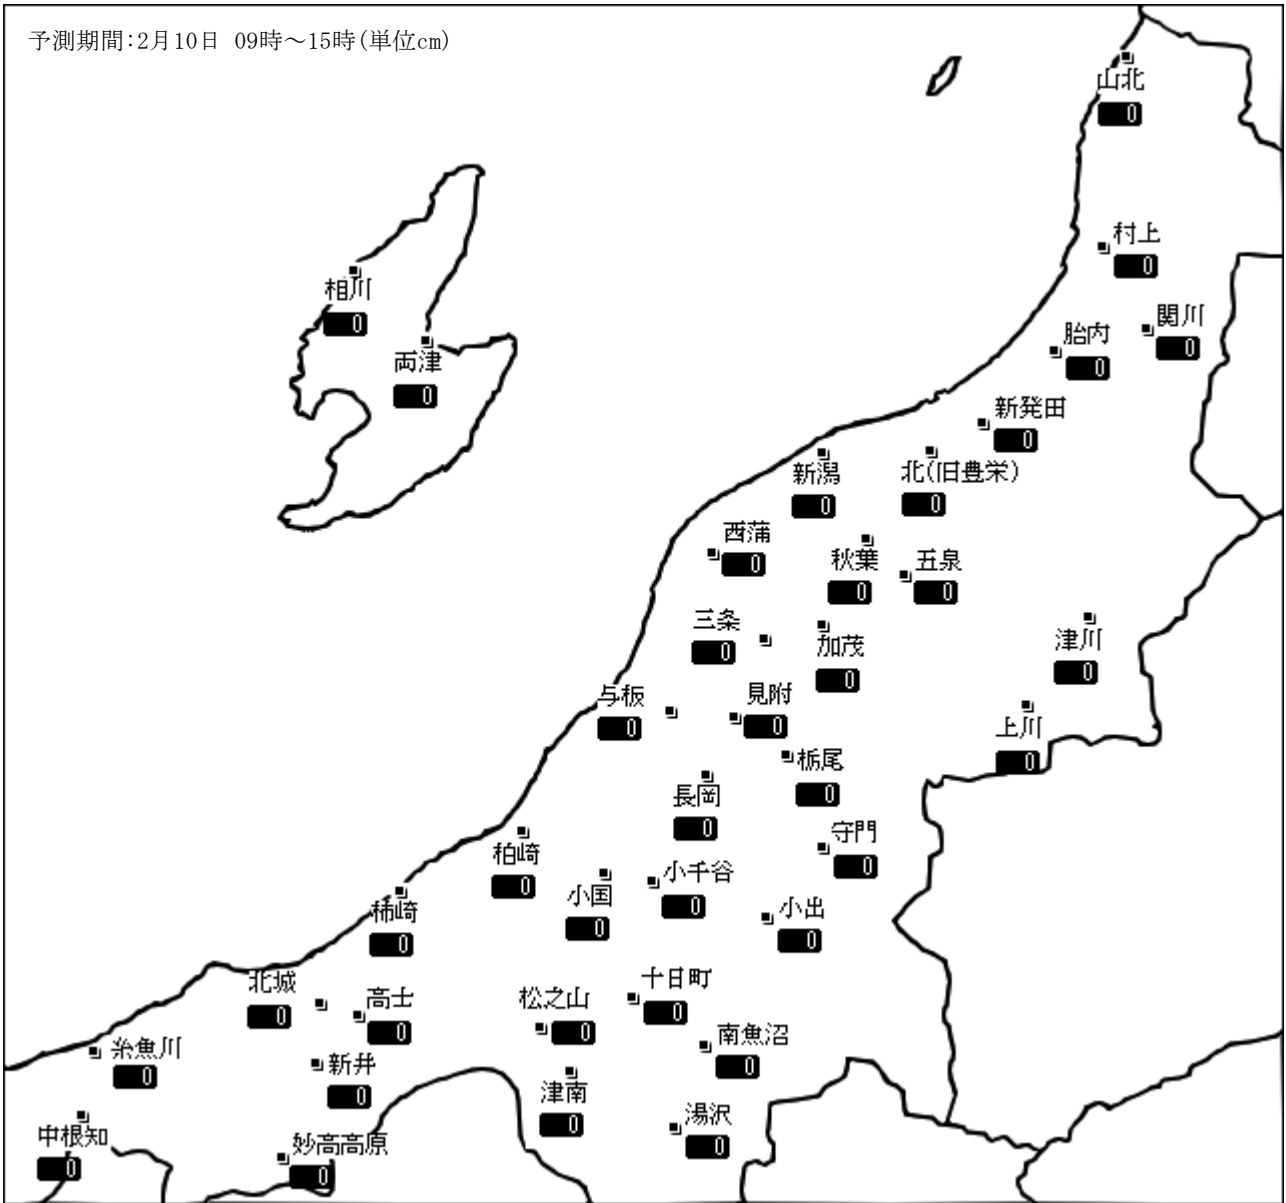 予測期間:2月10日 09時～15時(単位cm)
山北
0
村上
0
相川
0
関川
0
胎内
0
両津
0
新発田
0
新潟
0
北(旧豊栄)
0
西蒲
0
秋葉
0
五泉
0
三条
0
加茂
0
津川
0
与板
0
見附
0
上川
0
栃尾
0
長岡
0
守門
0
柏崎
0
小千谷
0
小国
0
小出
0
柿崎
0
北城
0
高士
0
松之山
0
十日町
0
南魚沼
0
糸魚川
0
新井
0
津南
0
湯沢
0
中根知
0
妙高高原
0